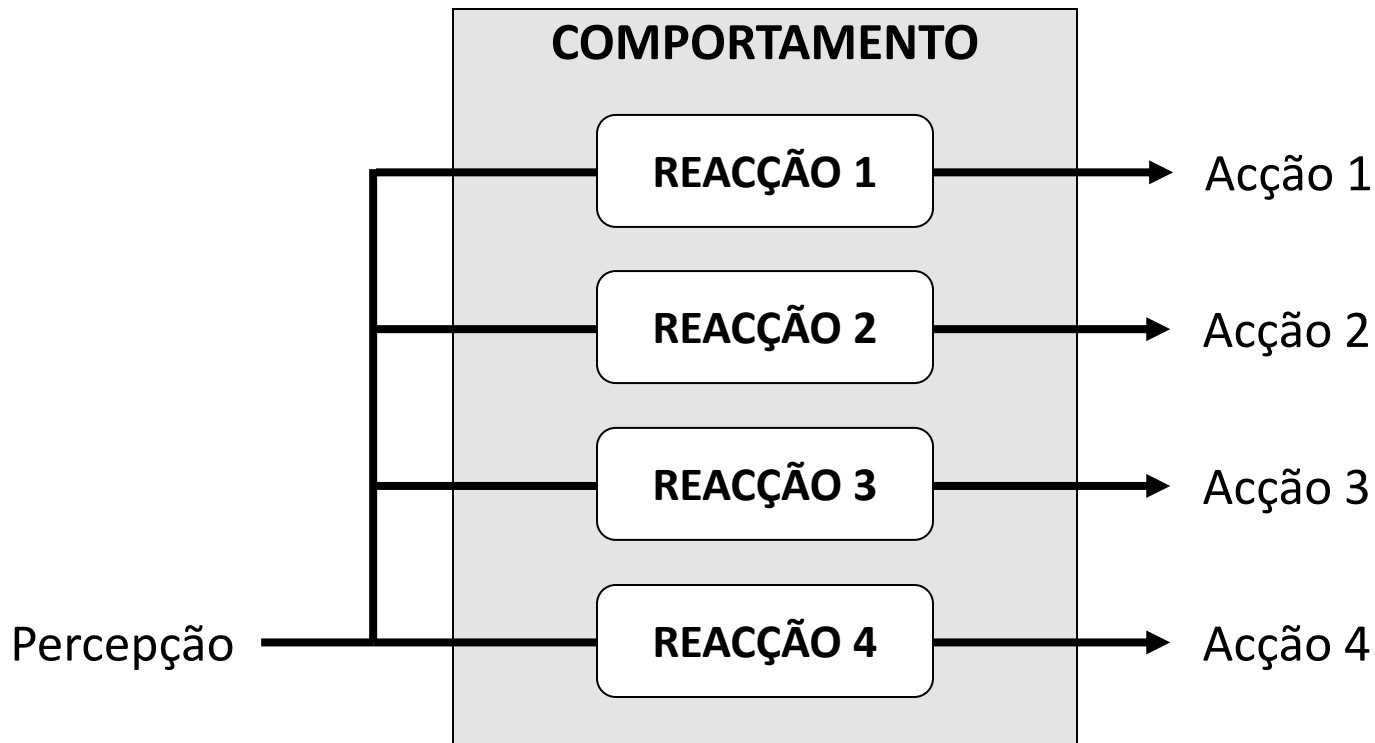 COMPORTAMENTO
REACÇÃO 1
Acção 1
REACÇÃO 2
Acção 2
REACÇÃO 3
Acção 3
Percepção
REACÇÃO 4
Acção 4